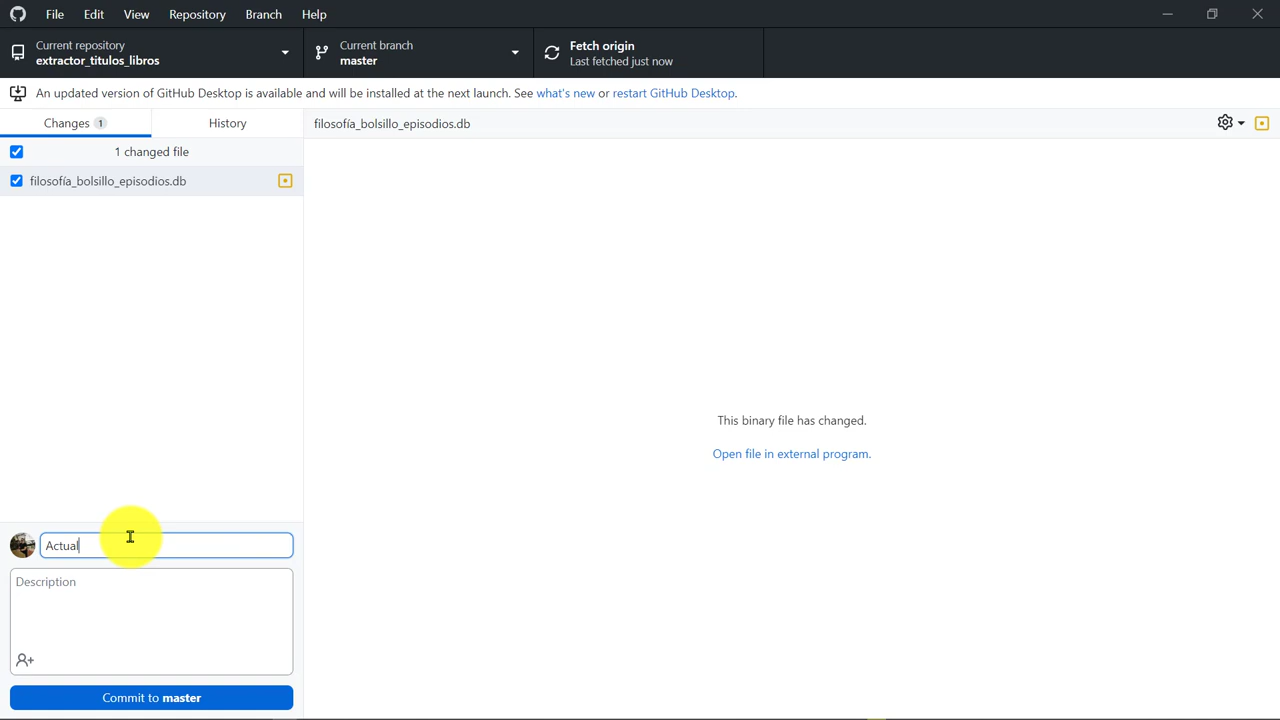 File Edit View Repository Branch Help
Current repository
extractor_titulos_libros
Current branch
master
Fetch origin
Last fetched just now
An updated version of GitHub Desktop is available and will be installed at the next launch. See what's new or restart GitHub Desktop.
Changes 1
History
filosofía_bolsillo_episodios.db
1 changed file
filosofía_bolsillo_episodios.db
This binary file has changed.
Open file in external program.
Actual
Description
Commit to master